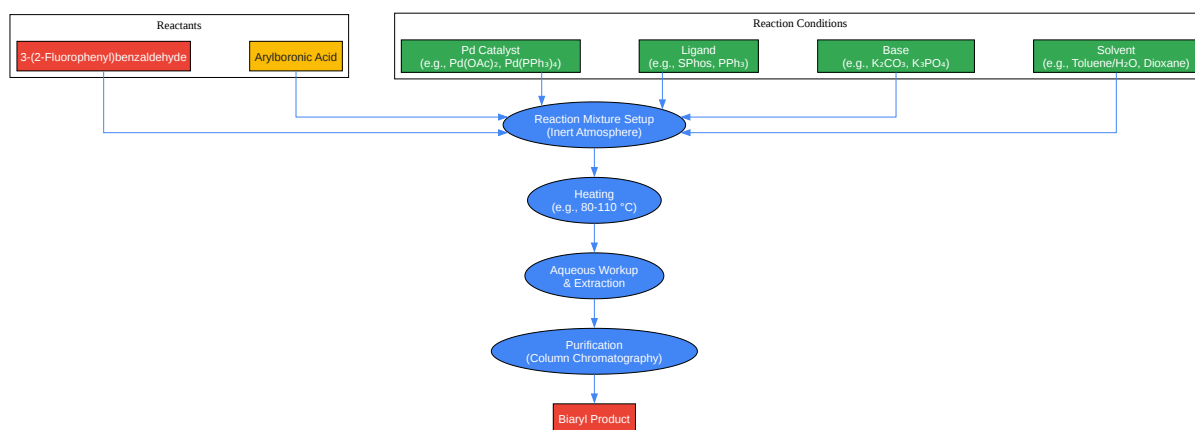 Reactants
3-(2-Fluorophenyl)benzaldehyde
Arylboronic Acid
Reaction Conditions
Pd Catalyst
(e.g., Pd(OAc)₂, Pd(PPh₃)₄)
Ligand
(e.g., SPhos, PPh₃)
Base
(e.g., K₂CO₃, K₃PO₄)
Solvent
(e.g., Toluene/H₂O, Dioxane)
Reaction Mixture Setup
(Inert Atmosphere)
Heating
(e.g., 80-110 °C)
Aqueous Workup
& Extraction
Purification
(Column Chromatography)
Biaryl Product